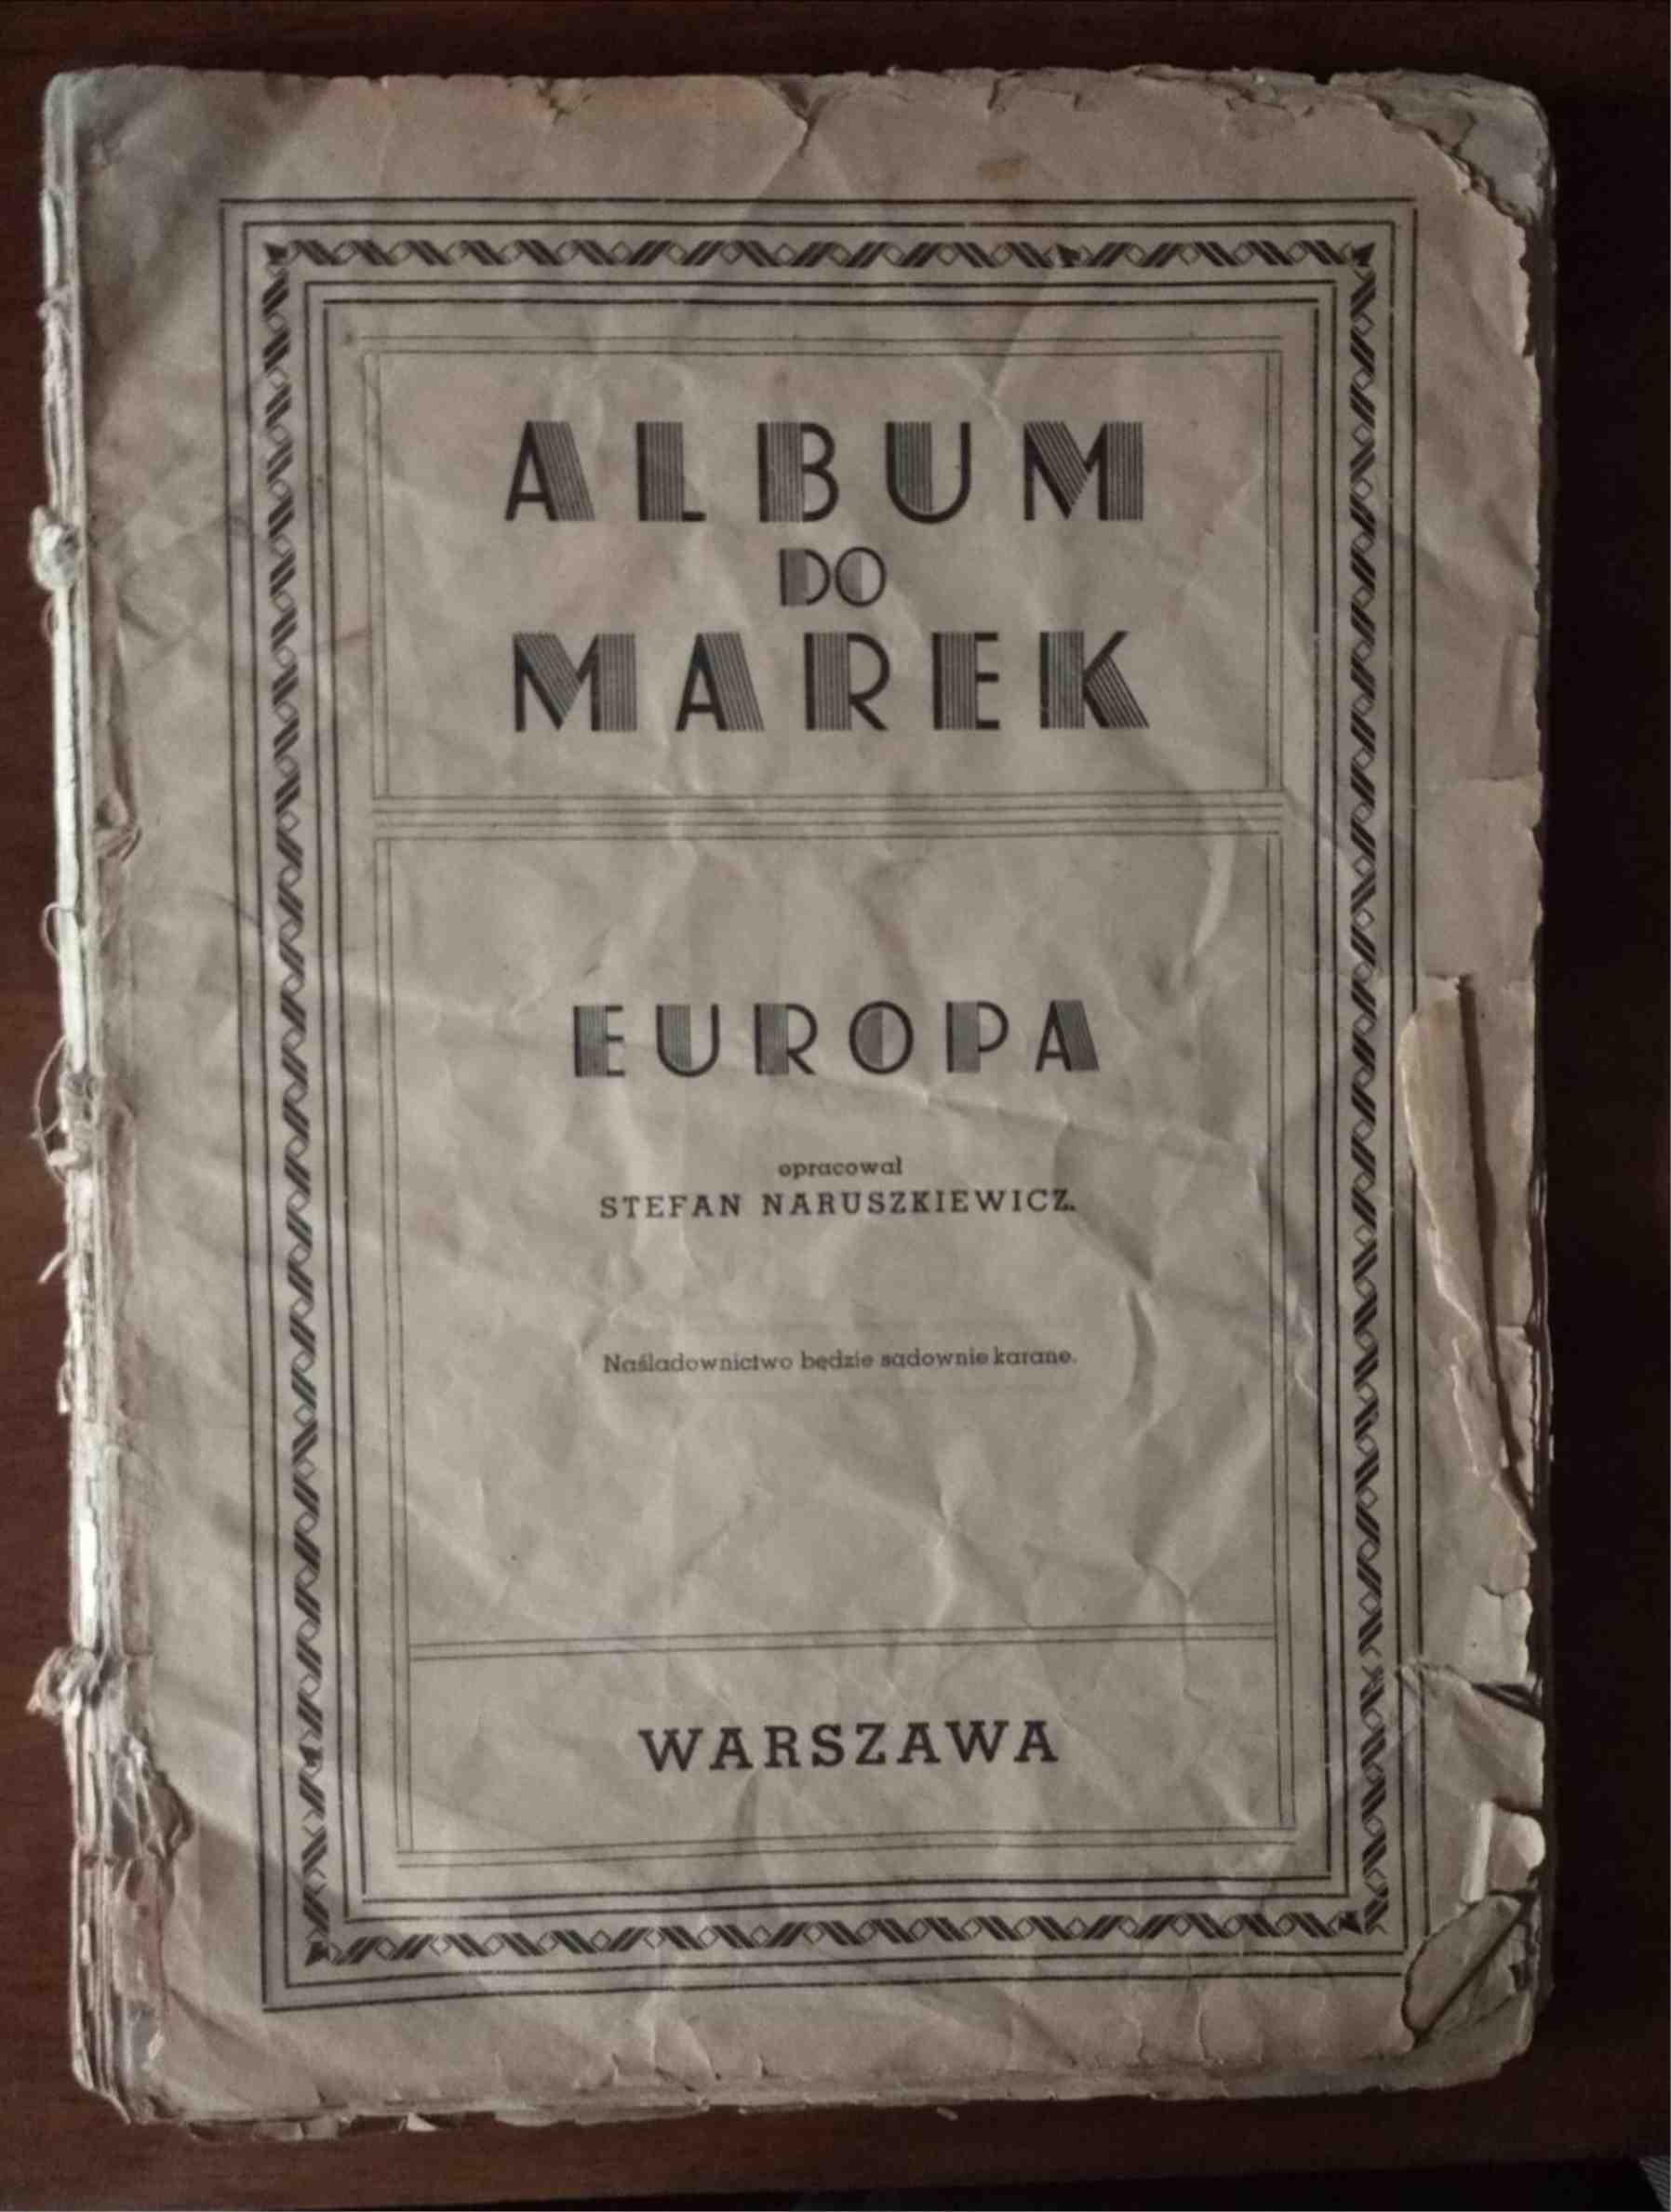 ALBUM
DO
MAREK
EUROPA
opracował
STEFAN NARUSZKIEWICZ.
Naśladownictwo będzie sądownie karane.
WARSZAWA